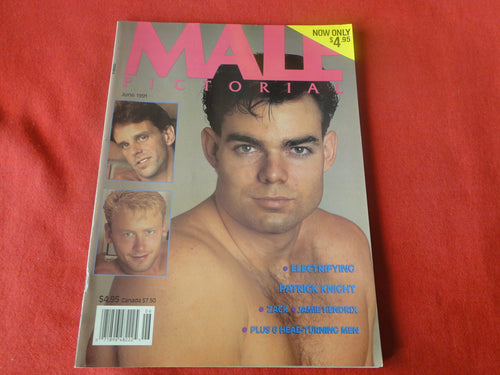 NOW ONLY
$4.95
MALE
PICTORIAL
June 1991
• ELECTRIFYING
PATRICK KNIGHT
• ZACK & JAMIE HENDRIX
• PLUS 6 HEAD-TURNING MEN
$4.95 Canada $7.50
06